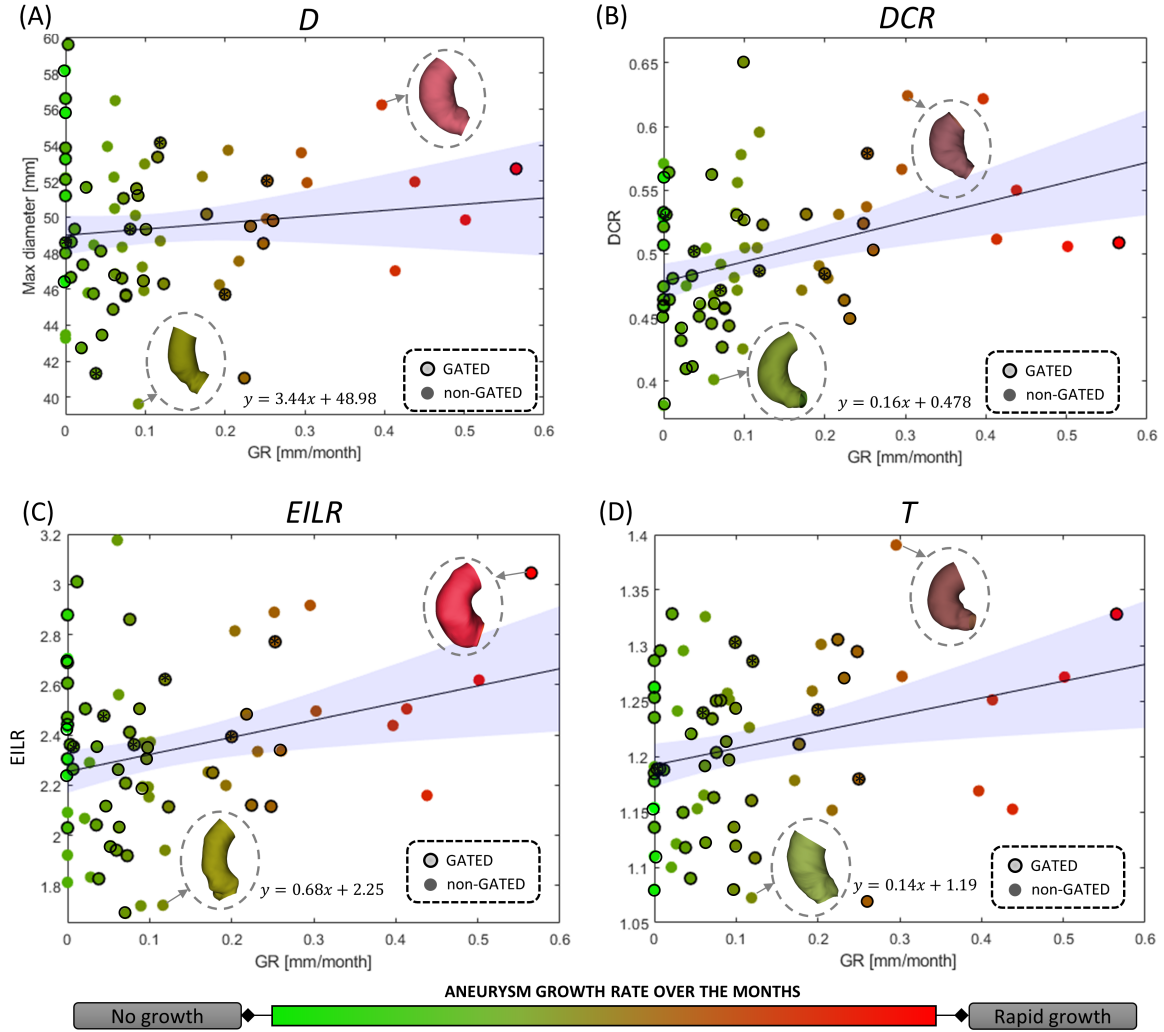 (A)
D
60
58
56
54
52
50
48
46
44
42
40
Max diameter [mm]
0
0.1
0.2
0.3
0.4
0.5
0.6
GR [mm/month]
GATED
non-GATED
y = 3.44x + 48.98
(B)
DCR
0.65
0.6
0.55
0.5
0.45
0.4
DCR
0
0.1
0.2
0.3
0.4
0.5
0.6
GR [mm/month]
GATED
non-GATED
y = 0.16x + 0.478
(C)
EILR
3.2
3
2.8
2.6
2.4
2.2
2
1.8
EILR
0
0.1
0.2
0.3
0.4
0.5
0.6
GR [mm/month]
GATED
non-GATED
y = 0.68x + 2.25
(D)
T
1.4
1.35
1.3
1.25
1.2
1.15
1.1
1.05
0
0.1
0.2
0.3
0.4
0.5
0.6
GR [mm/month]
GATED
non-GATED
y = 0.14x + 1.19
ANEURYSM GROWTH RATE OVER THE MONTHS
No growth
Rapid growth